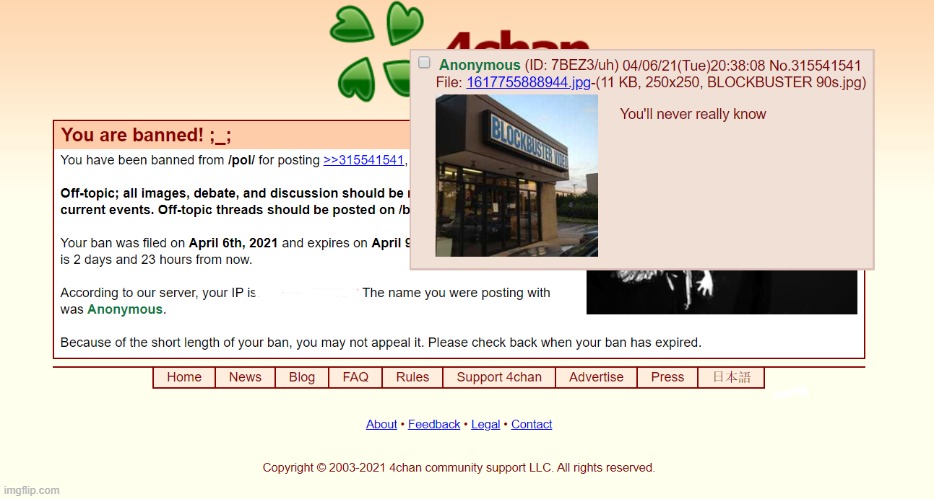 4chan
Anonymous (ID: 7BEZ3/uh) 04/06/21(Tue)20:38:08 No.315541541
File: 1617755888944.jpg-(11 KB, 250x250, BLOCKBUSTER 90s.jpg)
You'll never really know
BLOCKBUSTER VIDEO
You are banned! ;_;
You have been banned from /pol/ for posting >>315541541,
Off-topic; all images, debate, and discussion should be
current events. Off-topic threads should be posted on /b
Your ban was filed on April 6th, 2021 and expires on April 9
is 2 days and 23 hours from now.
According to our server, your IP is The name you were posting with
was Anonymous.
Because of the short length of your ban, you may not appeal it. Please check back when your ban has expired.
Home News Blog FAQ Rules Support 4chan Advertise Press 日本語
About • Feedback • Legal • Contact
Copyright © 2003-2021 4chan community support LLC. All rights reserved.
imgflip.com